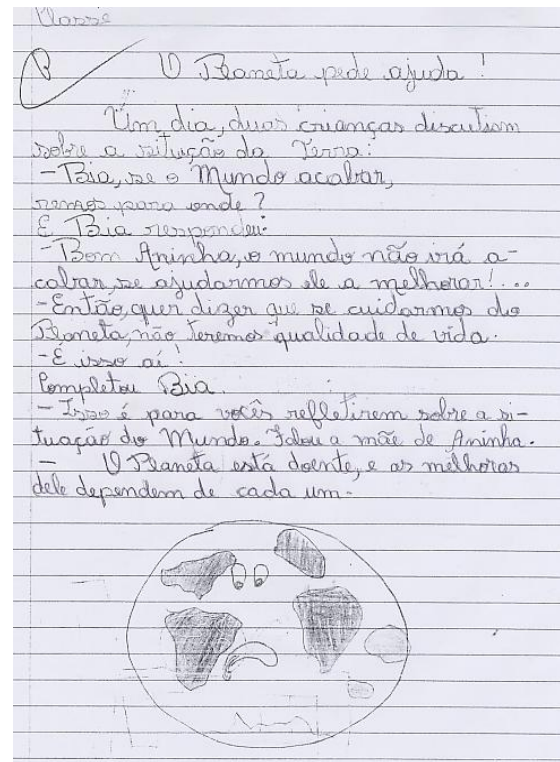 Classe
O Planeta pede ajuda!
Um dia, duas crianças discutiam
sobre a situção da Terra:
- Bia, se o Mundo acabar,
remos para onde?
E Bia respondeu:
- Bom Aninha, o mundo não irá a-
cabar, se ajudarmos ele a melhorar!...
- Então, quer dizer que se cuidarmos do
Planeta, não teremos qualidade de vida.
- É isso aí!
Completou Bia.
- Isso é para vocês refletirem sobre a si-
tuação do Mundo. Falou a mãe de Aninha.
- O Planeta está doente, e as melhoras
dele dependem de cada um.